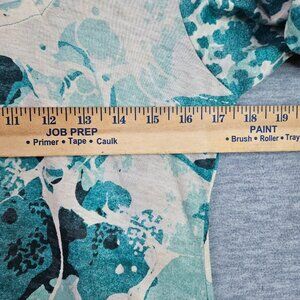 11 12 13 14 15 16 17 18 19
JOB PREP PAINT
• Primer • Tape • Caulk • Brush • Roller • Tray